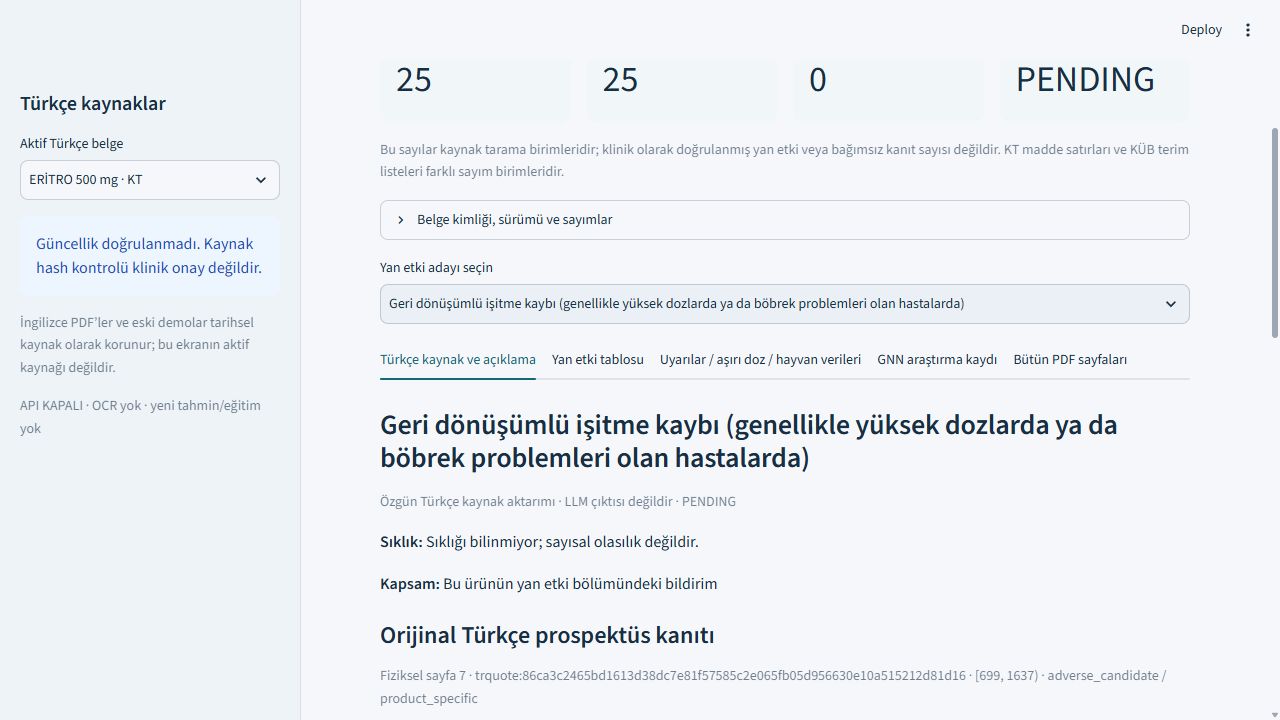 Deploy
Türkçe kaynaklar
Aktif Türkçe belge
ERİTRO 500 mg · KT
Güncellik doğrulanmadı. Kaynak
hash kontrolü klinik onay değildir.
İngilizce PDF'ler ve eski demolar tarihsel
kaynak olarak korunur; bu ekranın aktif
kaynağı değildir.
API KAPALI · OCR yok · yeni tahmin/eğitim
yok
25 25 0 PENDING
Bu sayılar kaynak tarama birimleridir; klinik olarak doğrulanmış yan etki veya bağımsız kanıt sayısı değildir. KT madde satırları ve KÜB terim
listeleri farklı sayım birimleridir.
Belge kimliği, sürümü ve sayımlar
Yan etki adayı seçin
Geri dönüşümlü işitme kaybı (genellikle yüksek dozlarda ya da böbrek problemleri olan hastalarda)
Türkçe kaynak ve açıklama Yan etki tablosu Uyarılar / aşırı doz / hayvan verileri GNN araştırma kaydı Bütün PDF sayfaları
Geri dönüşümlü işitme kaybı (genellikle yüksek dozlarda ya da
böbrek problemleri olan hastalarda)
Özgün Türkçe kaynak aktarımı · LLM çıktısı değildir · PENDING
Sıklık: Sıklığı bilinmiyor; sayısal olasılık değildir.
Kapsam: Bu ürünün yan etki bölümündeki bildirim
Orijinal Türkçe prospektüs kanıtı
Fiziksel sayfa 7 · trquote:86ca3c2465bd1613d38dc7e81f57585c2e065fb05d956630e10a515212d81d16 · [699, 1637) · adverse_candidate /
product_specific